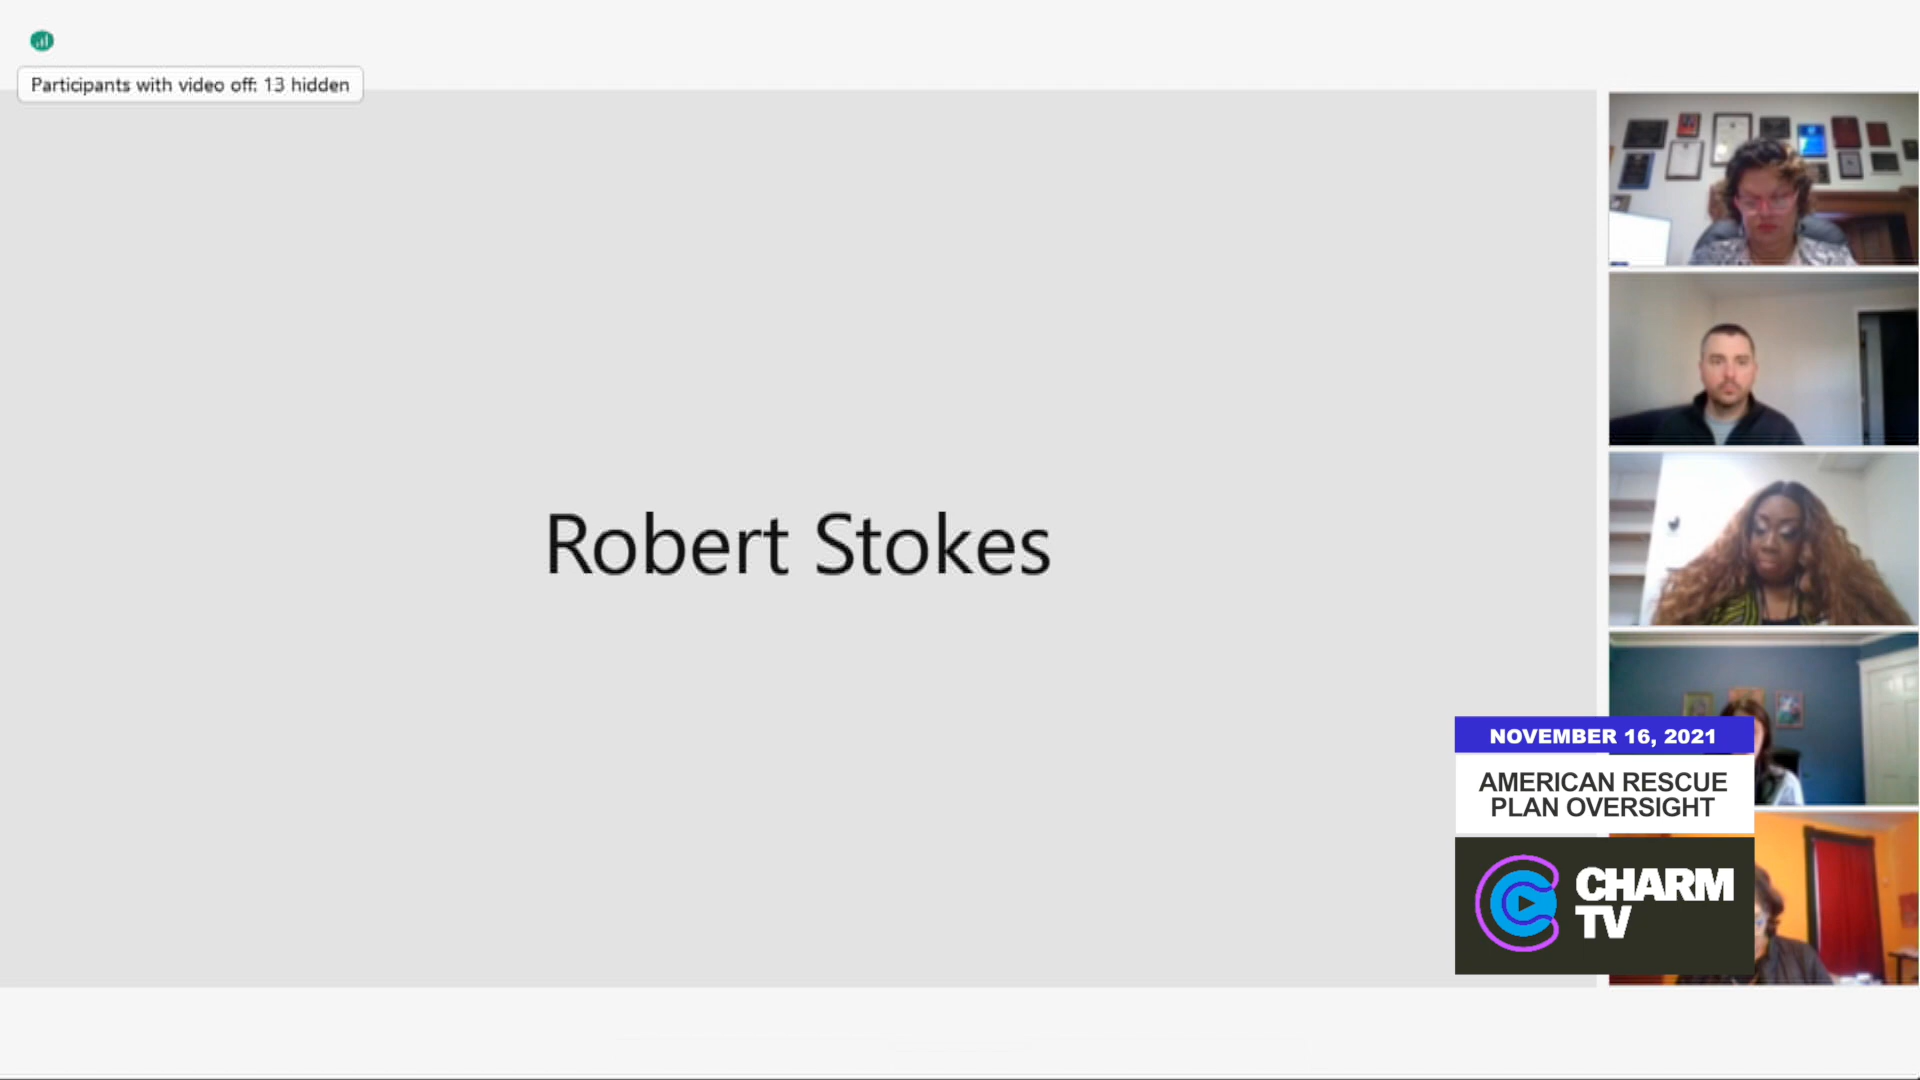 Participants with video off: 13 hidden
Robert Stokes
NOVEMBER 16, 2021
AMERICAN RESCUE
PLAN OVERSIGHT
CHARM
TV